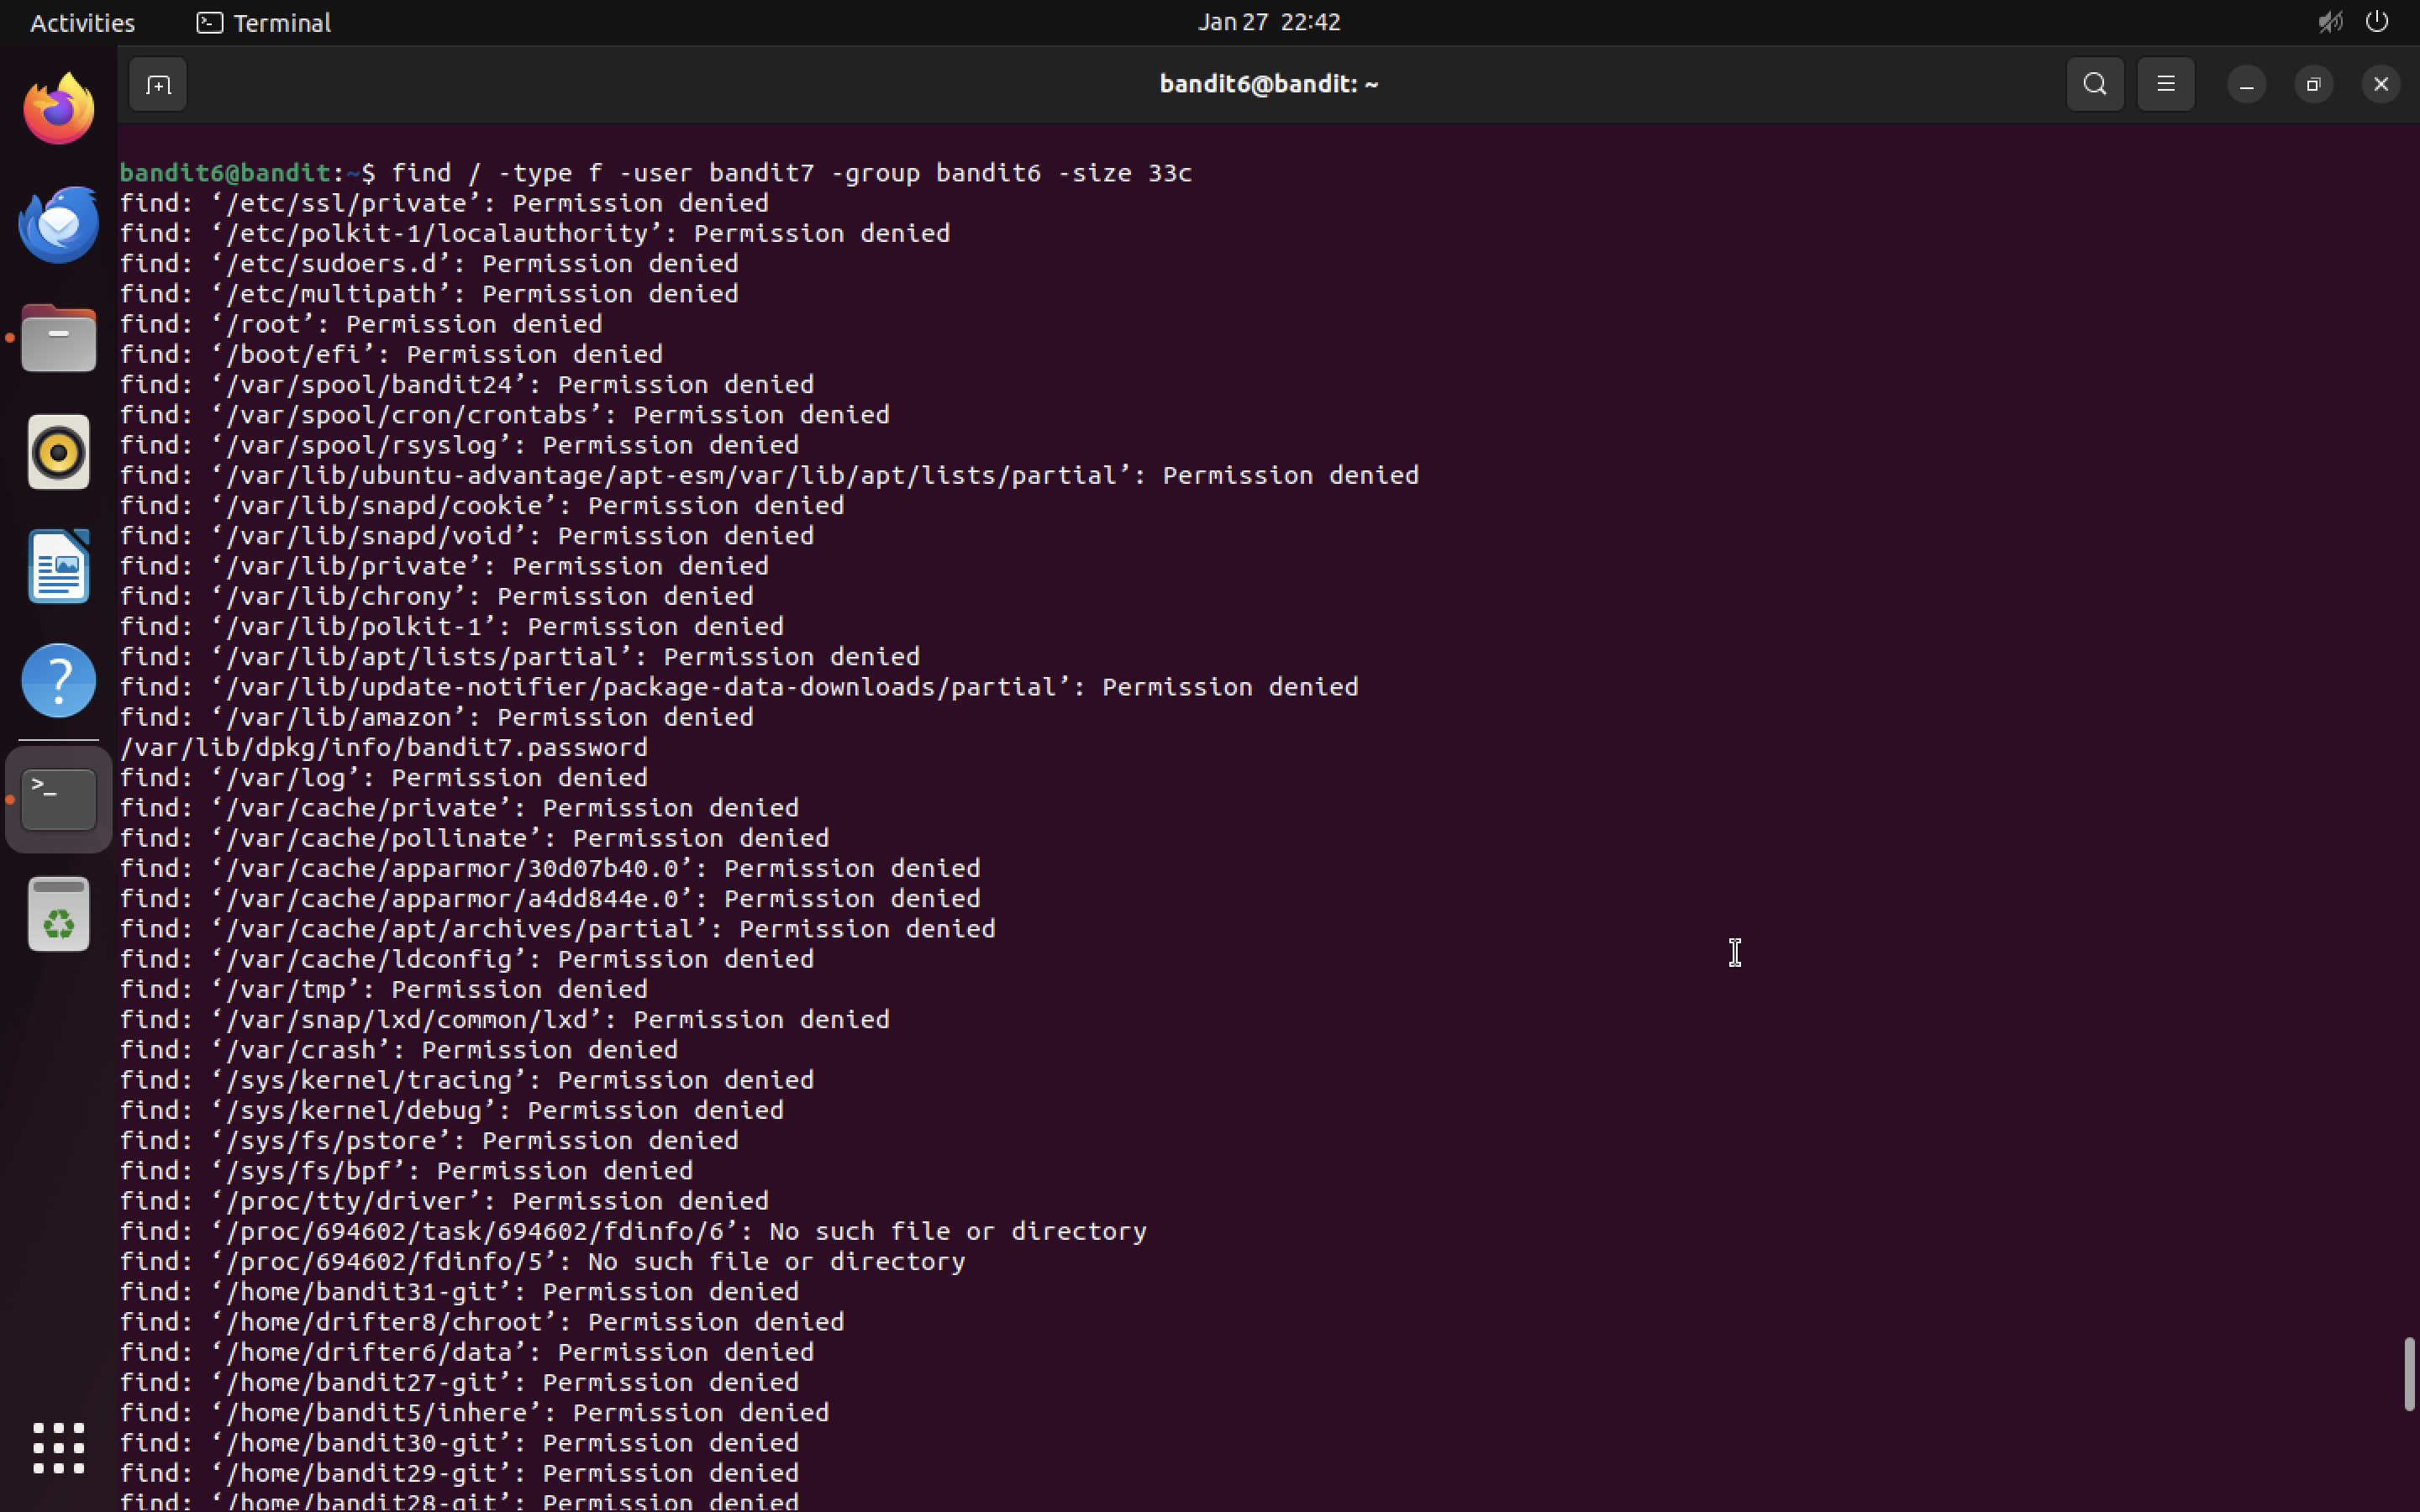 Activities
Terminal
Jan 27 22:42
bandit6@bandit: ~
bandit6@bandit:~$ find / -type f -user bandit7 -group bandit6 -size 33c
find: ‘/etc/ssl/private’: Permission denied
find: ‘/etc/polkit-1/localauthority’: Permission denied
find: ‘/etc/sudoers.d’: Permission denied
find: ‘/etc/multipath’: Permission denied
find: ‘/root’: Permission denied
find: ‘/boot/efi’: Permission denied
find: ‘/var/spool/bandit24’: Permission denied
find: ‘/var/spool/cron/crontabs’: Permission denied
find: ‘/var/spool/rsyslog’: Permission denied
find: ‘/var/lib/ubuntu-advantage/apt-esm/var/lib/apt/lists/partial’: Permission denied
find: ‘/var/lib/snapd/cookie’: Permission denied
find: ‘/var/lib/snapd/void’: Permission denied
find: ‘/var/lib/private’: Permission denied
find: ‘/var/lib/chrony’: Permission denied
find: ‘/var/lib/polkit-1’: Permission denied
find: ‘/var/lib/apt/lists/partial’: Permission denied
find: ‘/var/lib/update-notifier/package-data-downloads/partial’: Permission denied
find: ‘/var/lib/amazon’: Permission denied
/var/lib/dpkg/info/bandit7.password
find: ‘/var/log’: Permission denied
find: ‘/var/cache/private’: Permission denied
find: ‘/var/cache/pollinate’: Permission denied
find: ‘/var/cache/apparmor/30d07b40.0’: Permission denied
find: ‘/var/cache/apparmor/a4dd844e.0’: Permission denied
find: ‘/var/cache/apt/archives/partial’: Permission denied
find: ‘/var/cache/ldconfig’: Permission denied
find: ‘/var/tmp’: Permission denied
find: ‘/var/snap/lxd/common/lxd’: Permission denied
find: ‘/var/crash’: Permission denied
find: ‘/sys/kernel/tracing’: Permission denied
find: ‘/sys/kernel/debug’: Permission denied
find: ‘/sys/fs/pstore’: Permission denied
find: ‘/sys/fs/bpf’: Permission denied
find: ‘/proc/tty/driver’: Permission denied
find: ‘/proc/694602/task/694602/fdinfo/6’: No such file or directory
find: ‘/proc/694602/fdinfo/5’: No such file or directory
find: ‘/home/bandit31-git’: Permission denied
find: ‘/home/drifter8/chroot’: Permission denied
find: ‘/home/drifter6/data’: Permission denied
find: ‘/home/bandit27-git’: Permission denied
find: ‘/home/bandit5/inhere’: Permission denied
find: ‘/home/bandit30-git’: Permission denied
find: ‘/home/bandit29-git’: Permission denied
find: ‘/home/bandit28-git’: Permission denied